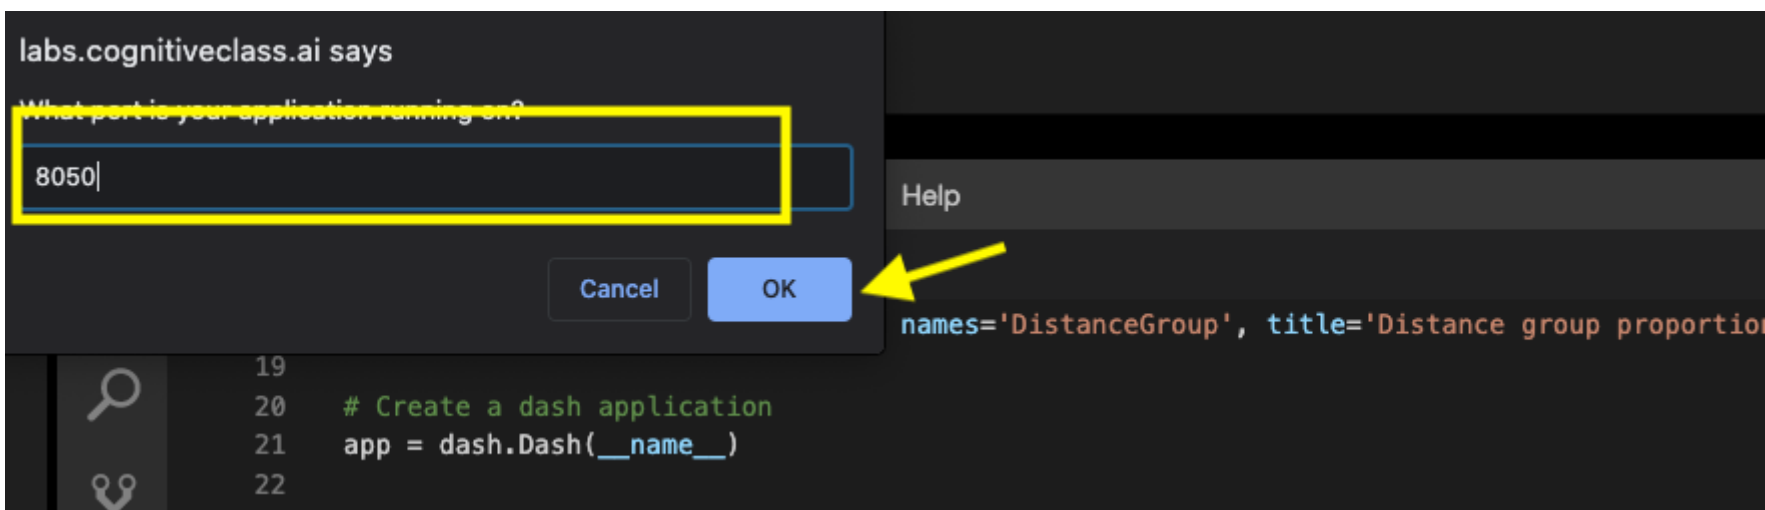 labs.cognitiveclass.ai says
What port is your application running on?
8050
Cancel
OK
Help
names='DistanceGroup', title='Distance group proportion
19
20 # Create a dash application
21 app = dash.Dash(__name__)
22